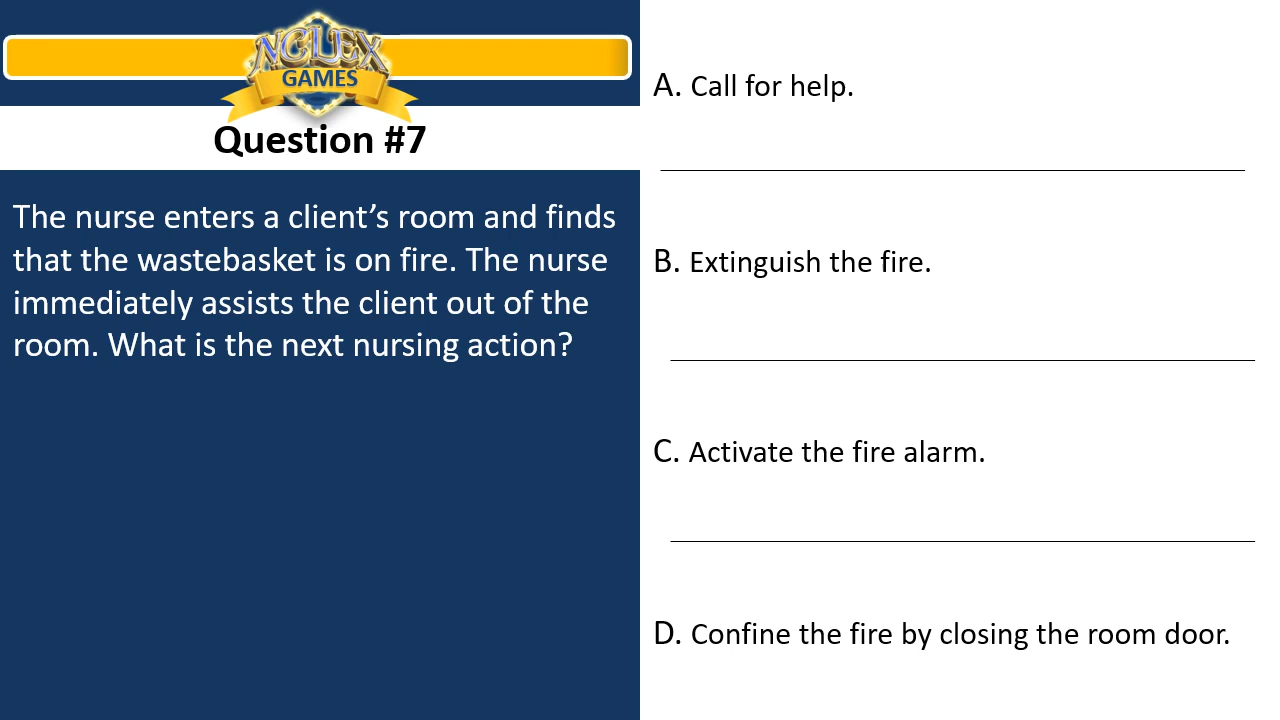 NCLEX
GAMES
Question #7
The nurse enters a client’s room and finds
that the wastebasket is on fire. The nurse
immediately assists the client out of the
room. What is the next nursing action?
A. Call for help.
B. Extinguish the fire.
C. Activate the fire alarm.
D. Confine the fire by closing the room door.